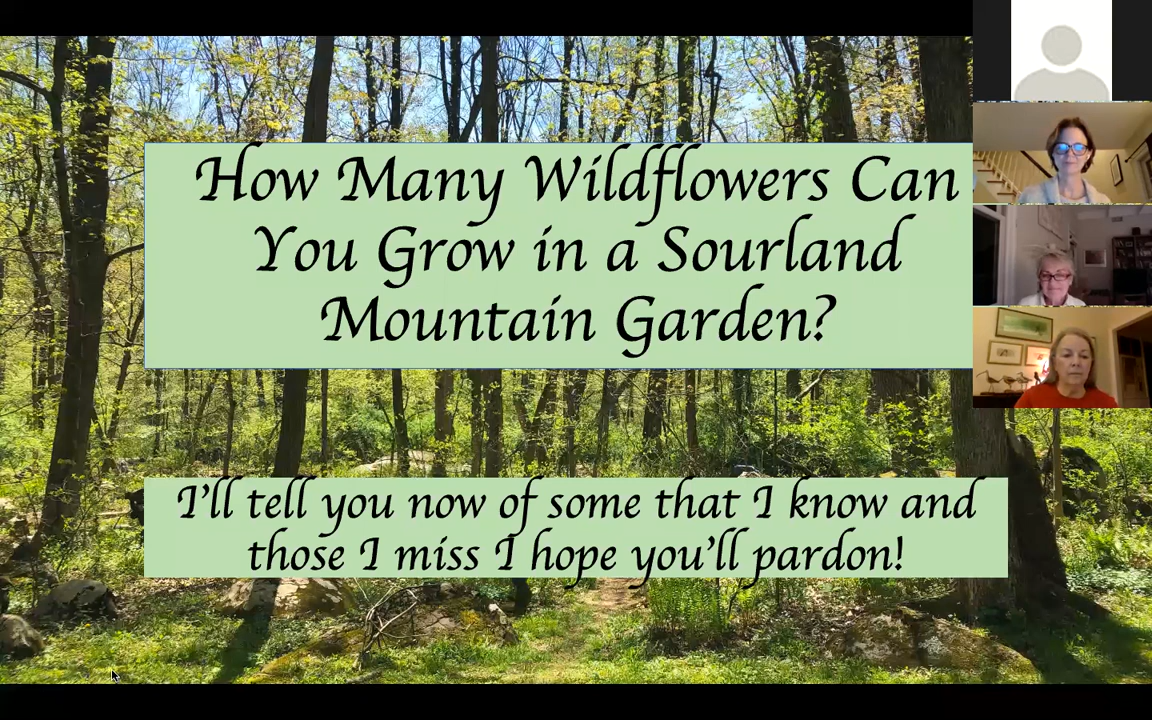 How Many Wildflowers Can
You Grow in a Sourland
Mountain Garden?
I'll tell you now of some that I know and
those I miss I hope you'll pardon!